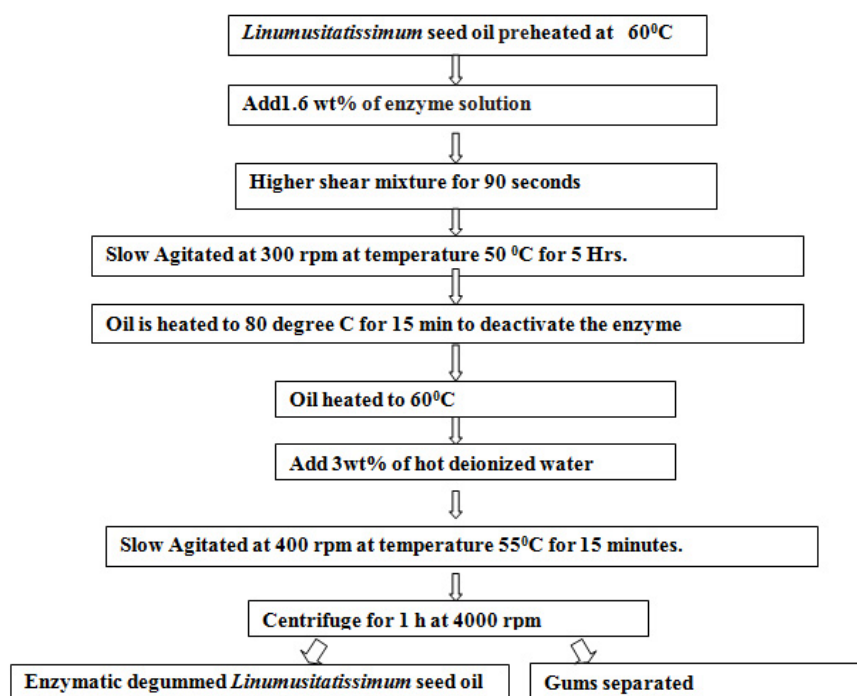 Linumusitatissimum seed oil preheated at 60⁰C
Add1.6 wt% of enzyme solution
Higher shear mixture for 90 seconds
Slow Agitated at 300 rpm at temperature 50 ⁰C for 5 Hrs.
Oil is heated to 80 degree C for 15 min to deactivate the enzyme
Oil heated to 60⁰C
Add 3wt% of hot deionized water
Slow Agitated at 400 rpm at temperature 55⁰C for 15 minutes.
Centrifuge for 1 h at 4000 rpm
Enzymatic degummed Linumusitatissimum seed oil
Gums separated